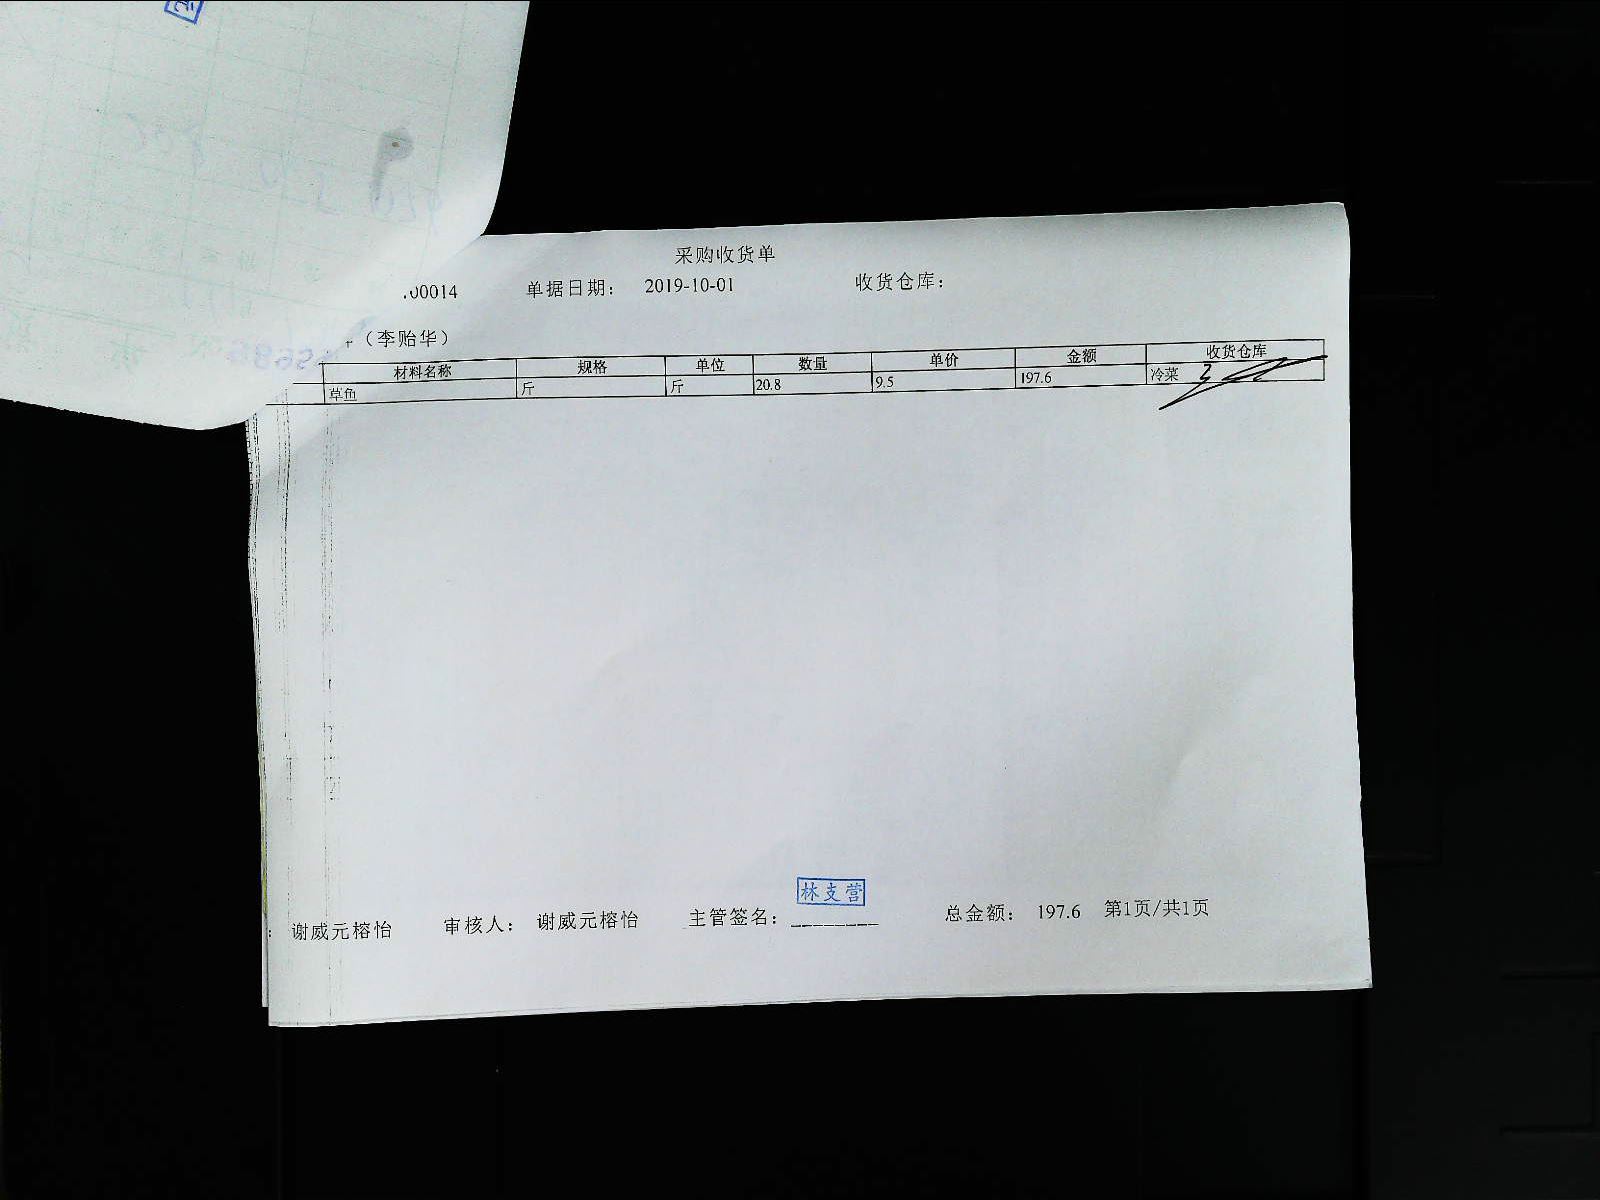 采购收货单
00014 单据日期： 2019-10-01 收货仓库：
（李贻华）
材料名称 规格 单位 数量 单价 金额 收货仓库
草鱼 斤 斤 20.8 9.5 197.6 冷菜
林支营
： 谢威元榕怡 审核人： 谢威元榕怡 主管签名：________ 总金额： 197.6 第1页/共1页